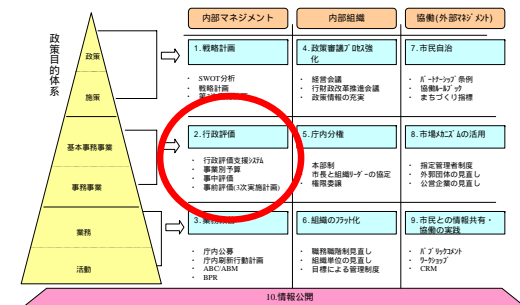 内部マネジメント
内部組織
協働(外部ﾏﾈｼﾞﾒﾝﾄ)
政策目的体系
政策
施策
基本事務事業
事務事業
業務
活動
1.戦略計画
・ SWOT分析
・ 戦略計画
4.政策審議ﾌﾟﾛｾｽ強
化
・ 経営会議
・ 行財政改革推進会議
・ 政策情報の充実
7.市民自治
・ ﾊﾟｰﾄﾅｰｼｯﾌﾟ条例
・ 協働ﾙｰﾙﾌﾞｯｸ
・ まちづくり指標
2.行政評価
・ 行政評価支援ｼｽﾃﾑ
・ 事業別予算
・ 事中評価
・ 事前評価(3次実施計画)
5.庁内分権
・ 本部制
・ 市長と組織ﾘｰﾀﾞｰの協定
・ 権限委譲
8.市場ﾒｶﾆｽﾞﾑの活用
・ 指定管理者制度
・ 外郭団体の見直し
・ 公営企業の見直し
3.業務
・ 庁内公募
・ 庁内刷新行動計画
・ ABC/ABM
・ BPR
6.組織のﾌﾗｯﾄ化
・ 職務職階制見直し
・ 組織単位の見直し
・ 目標による管理制度
9.市民との情報共有・
協働の実践
・ ﾊﾟﾌﾞﾘｯｸｺﾒﾝﾄ
・ ﾜｰｸｼｮｯﾌﾟ
・ CRM
10.情報公開